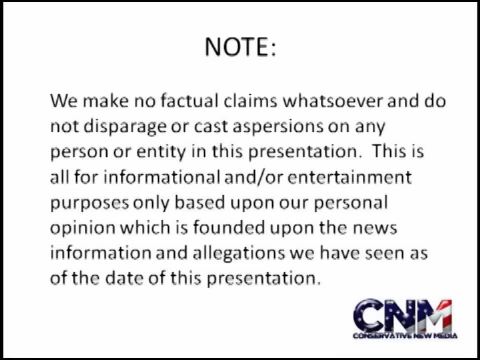 NOTE:
We make no factual claims whatsoever and do
not disparage or cast aspersions on any
person or entity in this presentation.  This is
all for informational and/or entertainment
purposes only based upon our personal
opinion which is founded upon the news
information and allegations we have seen as
of the date of this presentation.
CNM
CONSERVATIVE NEW MEDIA